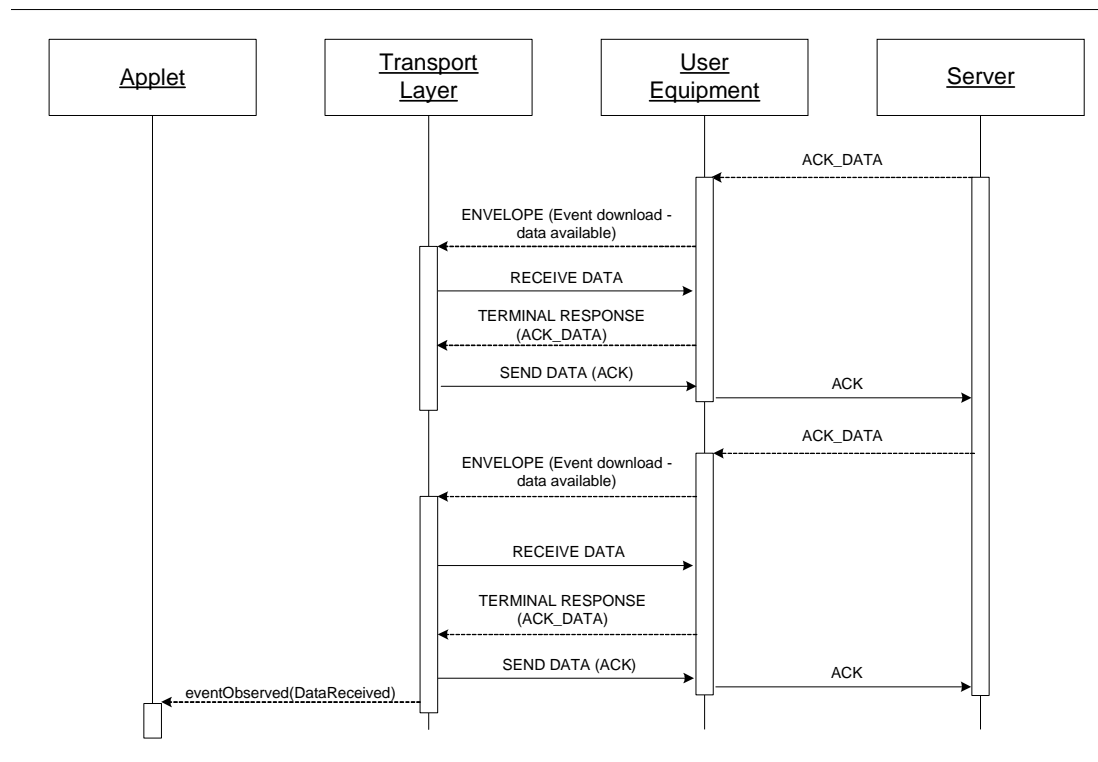 Applet
Transport
Layer
User
Equipment
Server
ACK_DATA
ENVELOPE (Event download -
data available)
RECEIVE DATA
TERMINAL RESPONSE
(ACK_DATA)
SEND DATA (ACK)
ACK
ACK_DATA
ENVELOPE (Event download -
data available)
RECEIVE DATA
TERMINAL RESPONSE
(ACK_DATA)
SEND DATA (ACK)
ACK
eventObserved(DataReceived)